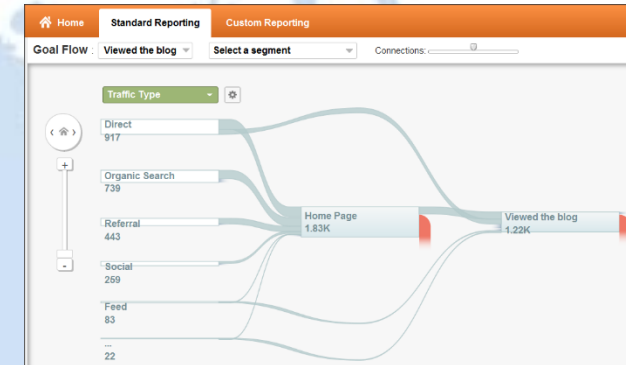 Home Standard Reporting Custom Reporting
Goal Flow : Viewed the blog Select a segment Connections:
Traffic Type
Direct
917
Organic Search
739
Home Page
1.83K
Viewed the blog
1.22K
Referral
443
Social
259
Feed
83
...
22